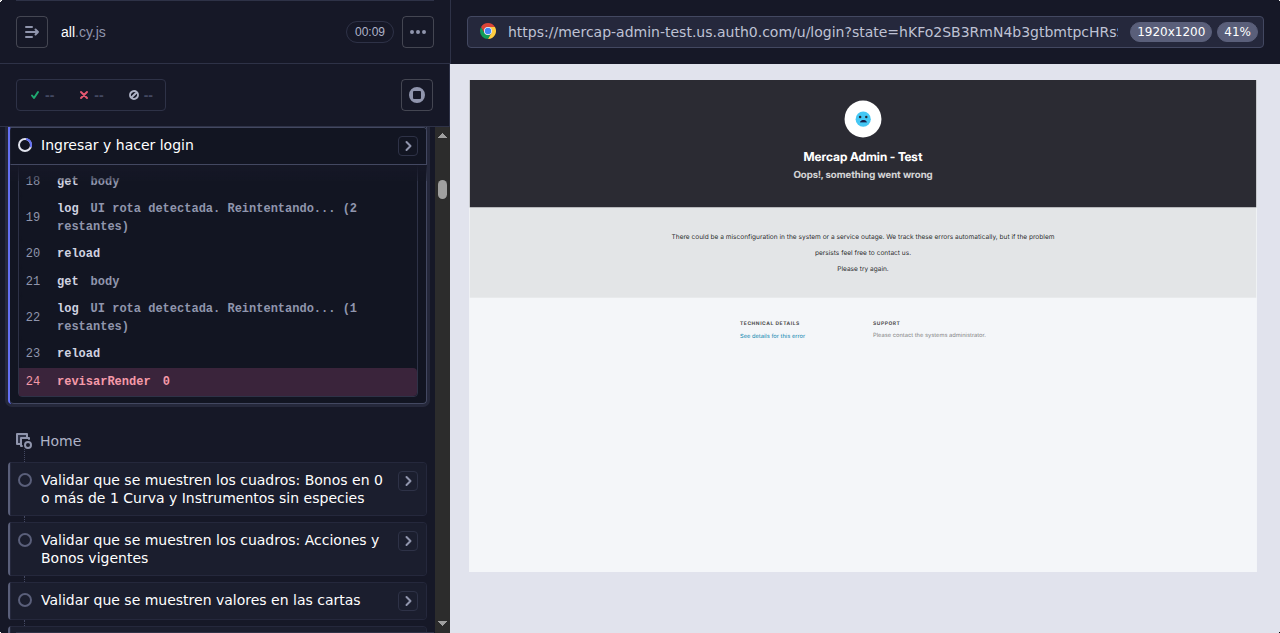 all.cy.js
00:09
https://mercap-admin-test.us.auth0.com/u/login?state=hKFo2SB3RmN4b3gtbmtpcHRs
1920x1200
41%
--
--
--
Ingresar y hacer login
18 get body
19 log UI rota detectada. Reintentando... (2
restantes)
20 reload
21 get body
22 log UI rota detectada. Reintentando... (1
restantes)
23 reload
24 revisarRender 0
Home
Validar que se muestren los cuadros: Bonos en 0
o más de 1 Curva y Instrumentos sin especies
Validar que se muestren los cuadros: Acciones y
Bonos vigentes
Validar que se muestren valores en las cartas
Mercap Admin - Test
Oops!, something went wrong
There could be a misconfiguration in the system or a service outage. We track these errors automatically, but if the problem
persists feel free to contact us.
Please try again.
TECHNICAL DETAILS
See details for this error
SUPPORT
Please contact the systems administrator.